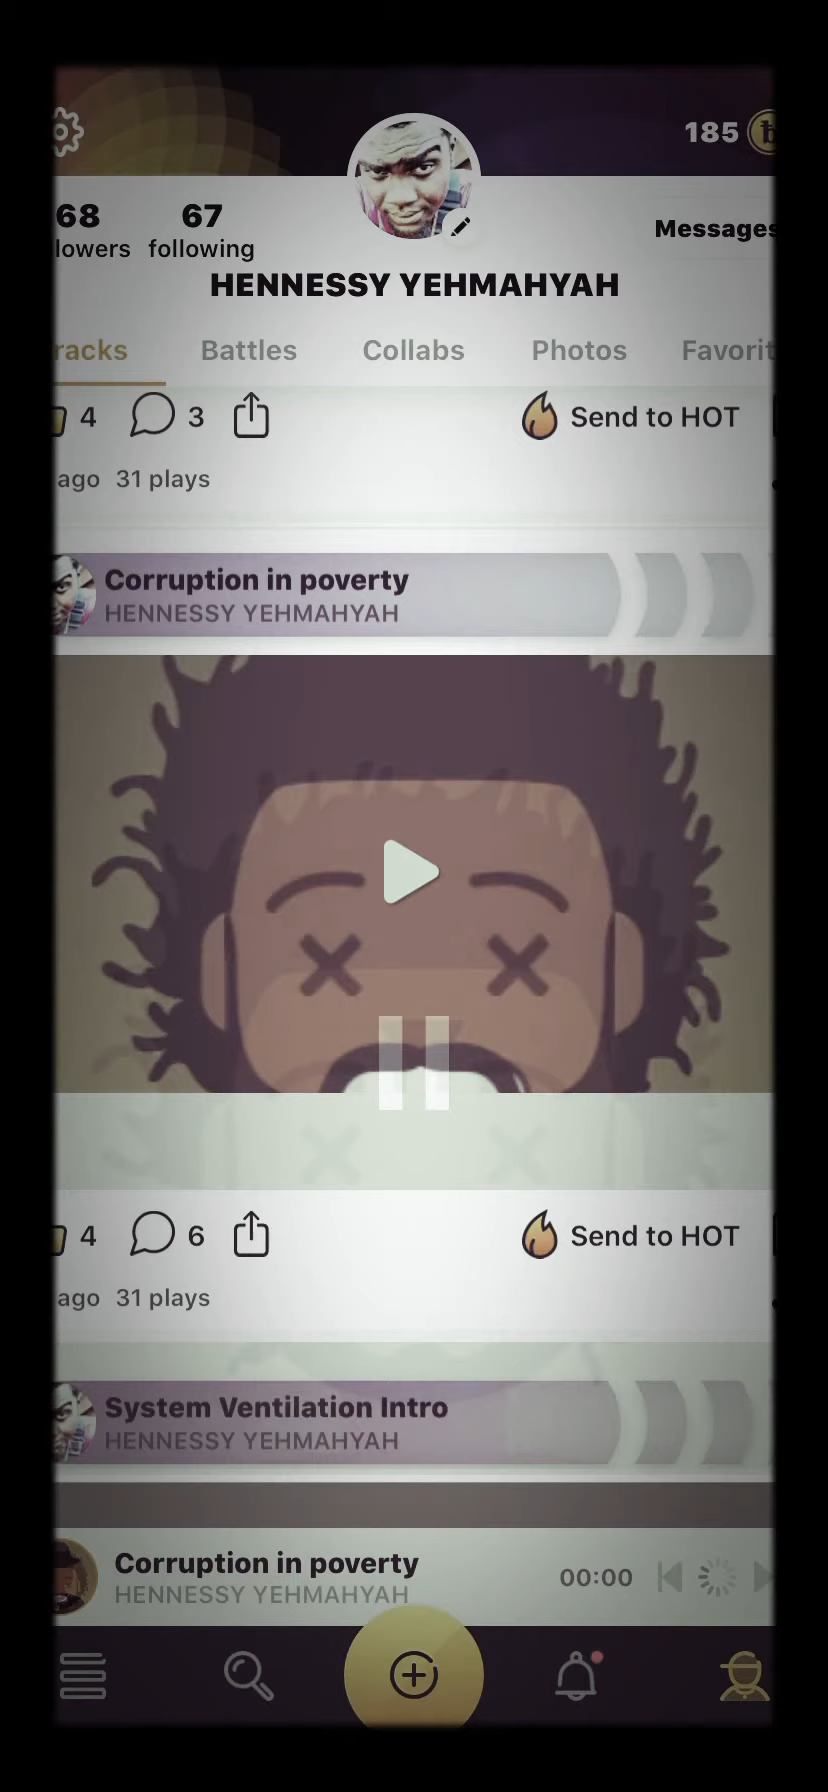 185
68 67
lowers following
Messages
HENNESSY YEHMAHYAH
racks Battles Collabs Photos Favorit
4 3 Send to HOT
ago 31 plays
Corruption in poverty
HENNESSY YEHMAHYAH
4 6 Send to HOT
ago 31 plays
System Ventilation Intro
HENNESSY YEHMAHYAH
Corruption in poverty
HENNESSY YEHMAHYAH
00:00